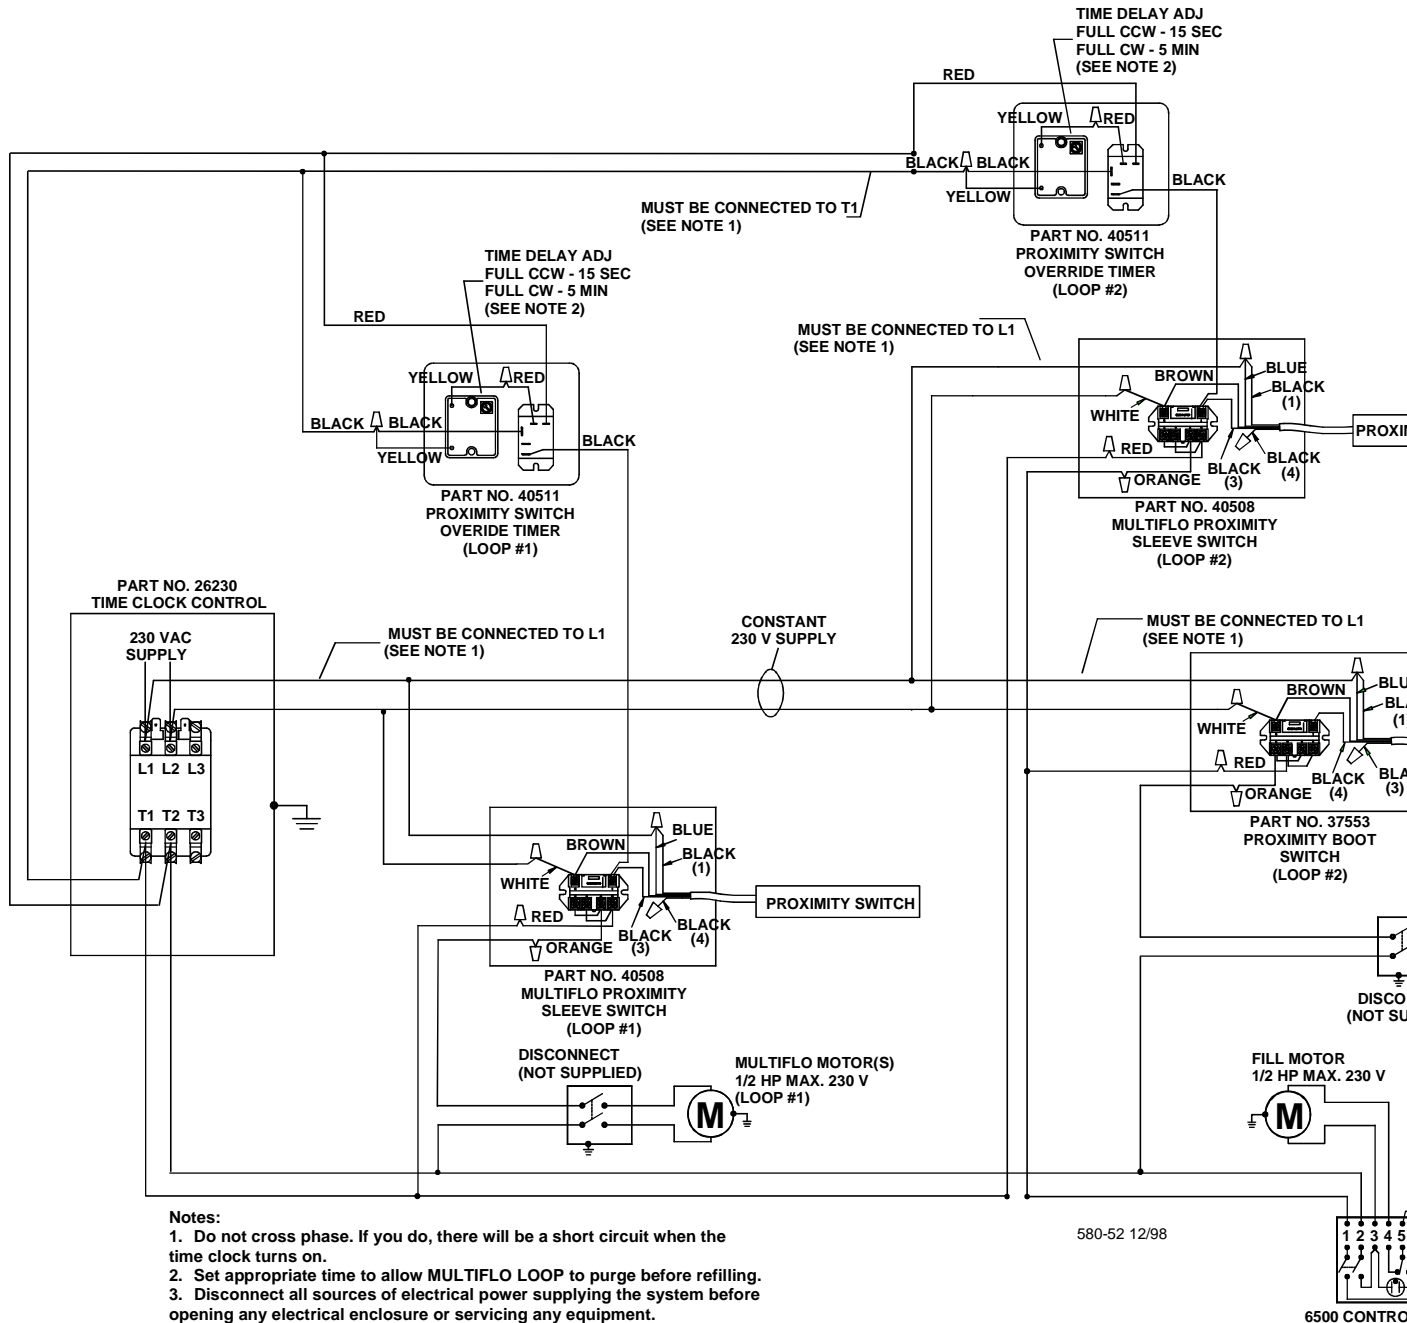 TIME DELAY ADJ
FULL CCW - 15 SEC
FULL CW - 5 MIN
(SEE NOTE 2)
RED
YELLOW
RED
BLACK
BLACK
YELLOW
BLACK
MUST BE CONNECTED TO T1
(SEE NOTE 1)
PART NO. 40511
PROXIMITY SWITCH
OVERRIDE TIMER
(LOOP #2)
TIME DELAY ADJ
FULL CCW - 15 SEC
FULL CW - 5 MIN
(SEE NOTE 2)
RED
YELLOW
RED
BLACK
BLACK
YELLOW
BLACK
PART NO. 40511
PROXIMITY SWITCH
OVERIDE TIMER
(LOOP #1)
MUST BE CONNECTED TO L1
(SEE NOTE 1)
BROWN
BLUE
BLACK
(1)
WHITE
RED
ORANGE
BLACK
(3)
BLACK
(4)
PROXIM
PART NO. 40508
MULTIFLO PROXIMITY
SLEEVE SWITCH
(LOOP #2)
PART NO. 26230
TIME CLOCK CONTROL
230 VAC
SUPPLY
MUST BE CONNECTED TO L1
(SEE NOTE 1)
CONSTANT
230 V SUPPLY
MUST BE CONNECTED TO L1
(SEE NOTE 1)
L1 L2 L3
T1 T2 T3
BROWN
BLU
BLA
(1)
WHITE
RED
ORANGE
BLACK
(4)
BLA
(3)
PART NO. 37553
PROXIMITY BOOT
SWITCH
(LOOP #2)
BROWN
BLUE
BLACK
(1)
WHITE
RED
ORANGE
BLACK
(3)
BLACK
(4)
PROXIMITY SWITCH
PART NO. 40508
MULTIFLO PROXIMITY
SLEEVE SWITCH
(LOOP #1)
DISCONNECT
(NOT SUPPLIED)
MULTIFLO MOTOR(S)
1/2 HP MAX. 230 V
(LOOP #1)
M
DISCO
(NOT SU
FILL MOTOR
1/2 HP MAX. 230 V
M
1 2 3 4 5
6500 CONTRO
Notes:
1. Do not cross phase. If you do, there will be a short circuit when the
time clock turns on.
2. Set appropriate time to allow MULTIFLO LOOP to purge before refilling.
3. Disconnect all sources of electrical power supplying the system before
opening any electrical enclosure or servicing any equipment.
580-52 12/98